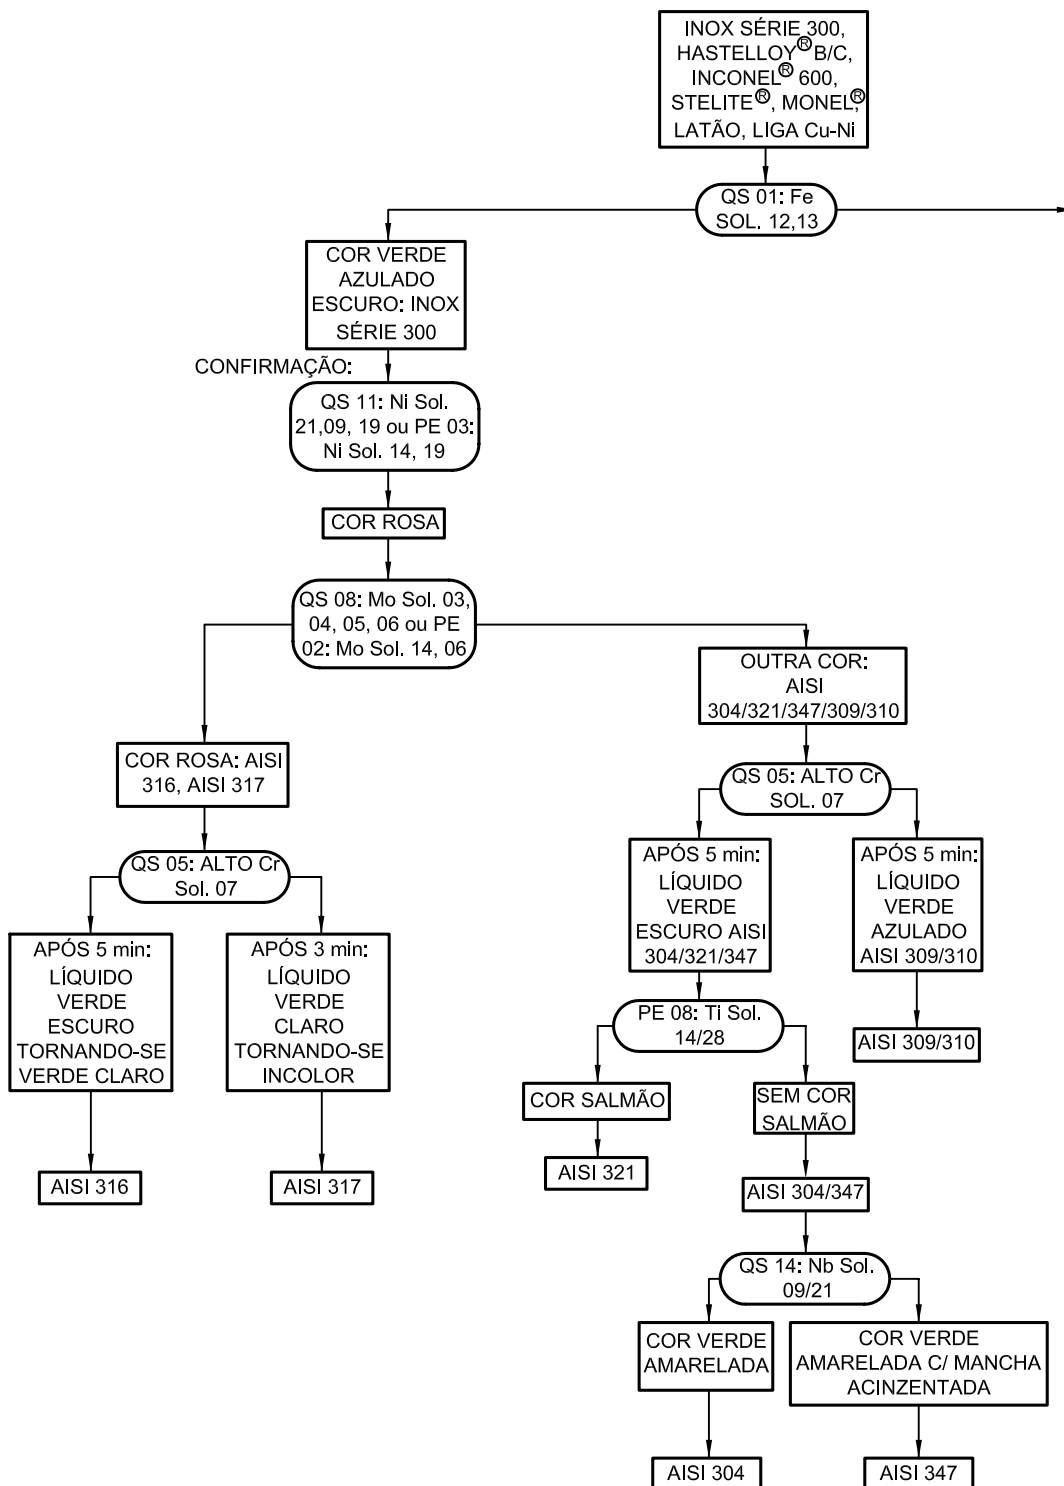 INOX SÉRIE 300,
HASTELLOY® B/C,
INCONEL® 600,
STELITE®, MONEL®,
LATÃO, LIGA Cu-Ni
QS 01: Fe
SOL. 12,13
COR VERDE
AZULADO
ESCURO: INOX
SÉRIE 300
CONFIRMAÇÃO:
QS 11: Ni Sol.
21,09, 19 ou PE 03:
Ni Sol. 14, 19
COR ROSA
QS 08: Mo Sol. 03,
04, 05, 06 ou PE
02: Mo Sol. 14, 06
COR ROSA: AISI
316, AISI 317
QS 05: ALTO Cr
Sol. 07
APÓS 5 min:
LÍQUIDO
VERDE
ESCURO
TORNANDO-SE
VERDE CLARO
AISI 316
APÓS 3 min:
LÍQUIDO
VERDE
CLARO
TORNANDO-SE
INCOLOR
AISI 317
OUTRA COR:
AISI
304/321/347/309/310
QS 05: ALTO Cr
SOL. 07
APÓS 5 min:
LÍQUIDO
VERDE
ESCURO AISI
304/321/347
APÓS 5 min:
LÍQUIDO
VERDE
AZULADO
AISI 309/310
AISI 309/310
PE 08: Ti Sol.
14/28
COR SALMÃO
AISI 321
SEM COR
SALMÃO
AISI 304/347
QS 14: Nb Sol.
09/21
COR VERDE
AMARELADA
AISI 304
COR VERDE
AMARELADA C/ MANCHA
ACINZENTADA
AISI 347